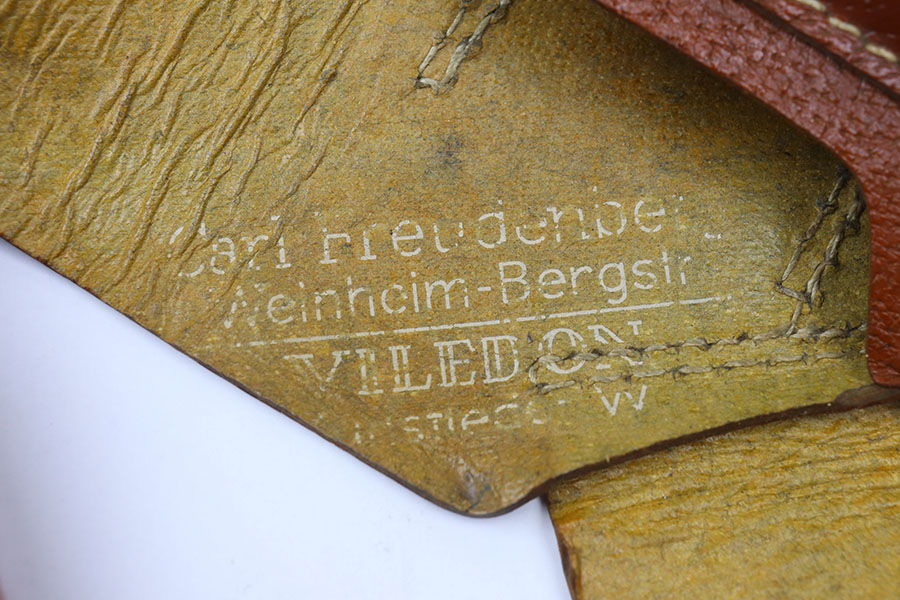 Carl Freudenberg
Weinheim-Bergstr
VILEDON
W